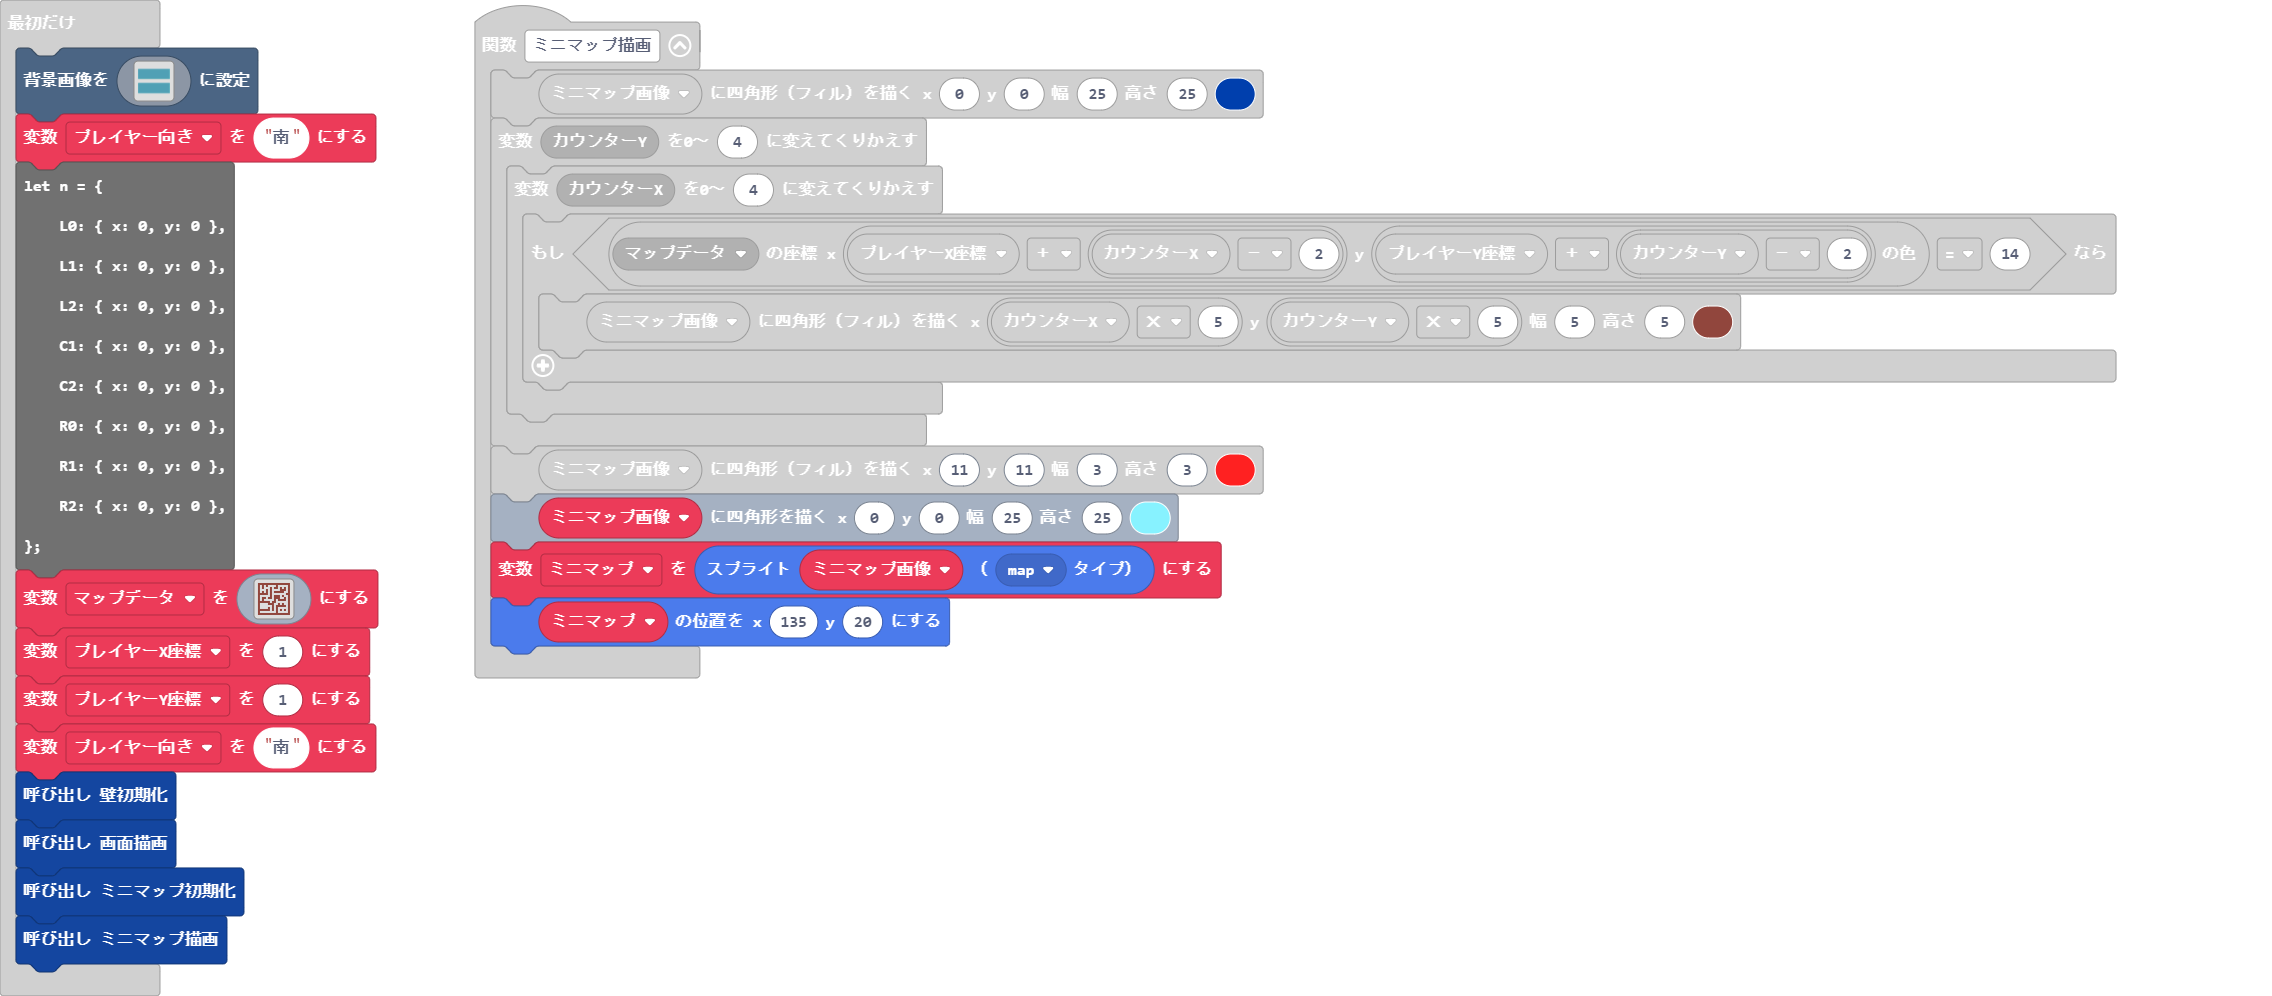 最初だけ
背景画像を に設定
変数 プレイヤー向き を "南" にする
let n = {
L0: { x: 0, y: 0 },
L1: { x: 0, y: 0 },
L2: { x: 0, y: 0 },
C1: { x: 0, y: 0 },
C2: { x: 0, y: 0 },
R0: { x: 0, y: 0 },
R1: { x: 0, y: 0 },
R2: { x: 0, y: 0 },
};
変数 マップデータ を にする
変数 プレイヤーX座標 を 1 にする
変数 プレイヤーY座標 を 1 にする
変数 プレイヤー向き を "南" にする
呼び出し 壁初期化
呼び出し 画面描画
呼び出し ミニマップ初期化
呼び出し ミニマップ描画
関数 ミニマップ描画
ミニマップ画像 に四角形（フィル）を描く x 0 y 0 幅 25 高さ 25
変数 カウンターY を0～ 4 に変えてくりかえす
変数 カウンターX を0～ 4 に変えてくりかえす
もし マップデータ の座標 x プレイヤーX座標 + カウンターX - 2 y プレイヤーY座標 + カウンターY - 2 の色 = 14 なら
ミニマップ画像 に四角形（フィル）を描く x カウンターX × 5 y カウンターY × 5 幅 5 高さ 5
ミニマップ画像 に四角形（フィル）を描く x 11 y 11 幅 3 高さ 3
ミニマップ画像 に四角形を描く x 0 y 0 幅 25 高さ 25
変数 ミニマップ を スプライト ミニマップ画像 （ map タイプ） にする
ミニマップ の位置を x 135 y 20 にする